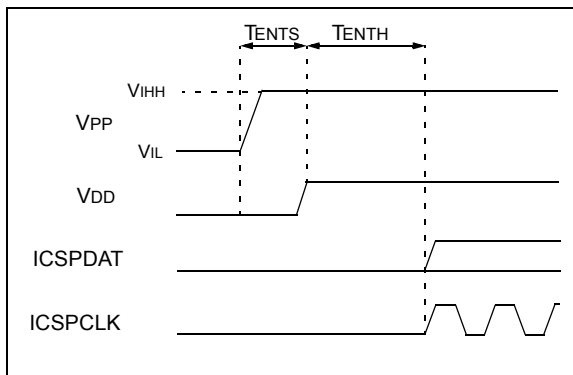 TENTS TENTH
VIHH
VPP
VIL
VDD
ICSPDAT
ICSPCLK